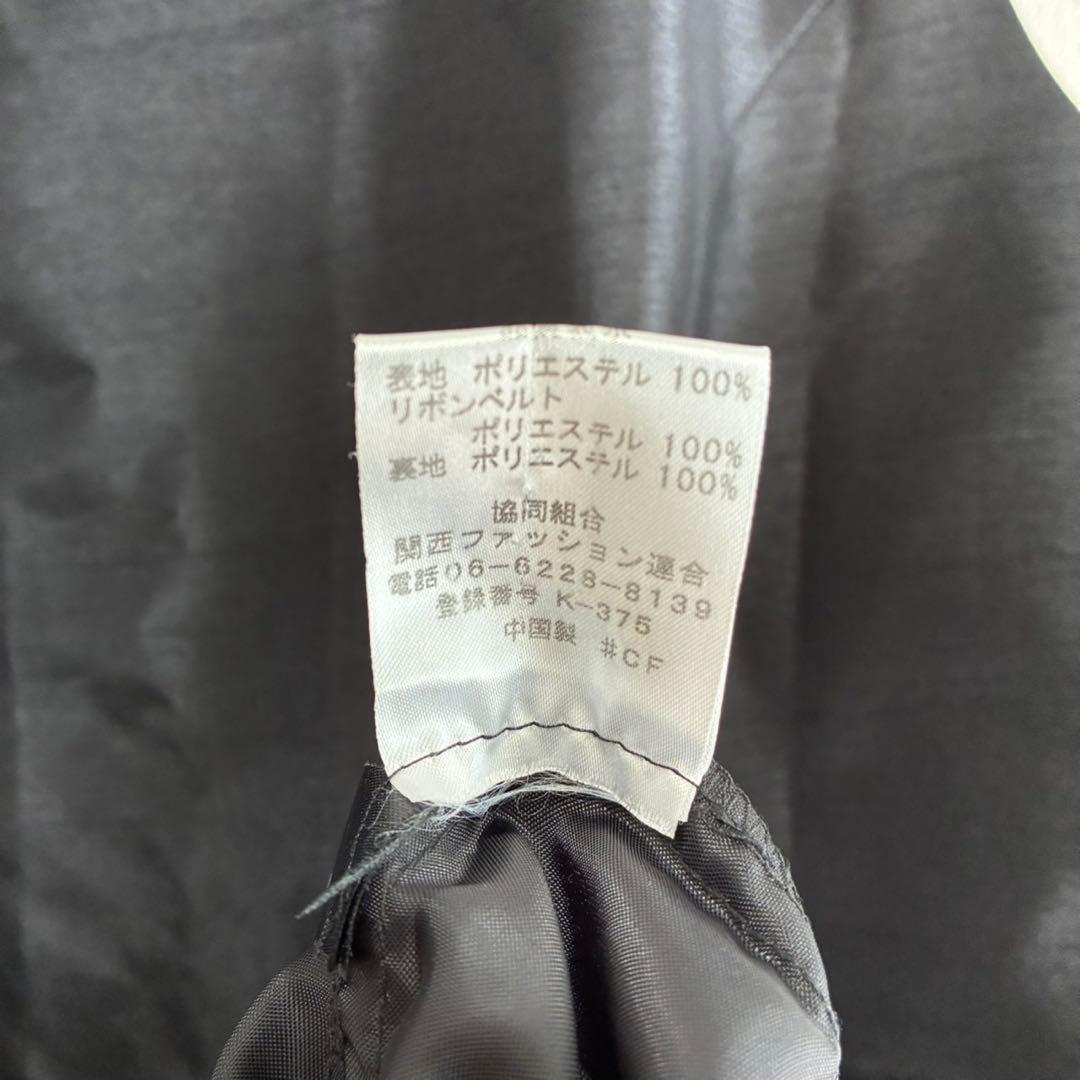 表地 ポリエステル 100%
リボンベルト
ポリエステル 100%
裏地 ポリエステル 100%
協同組合
関西ファッション連合
電話06-6228-8139
登録番号 K-375
中国製 #CF